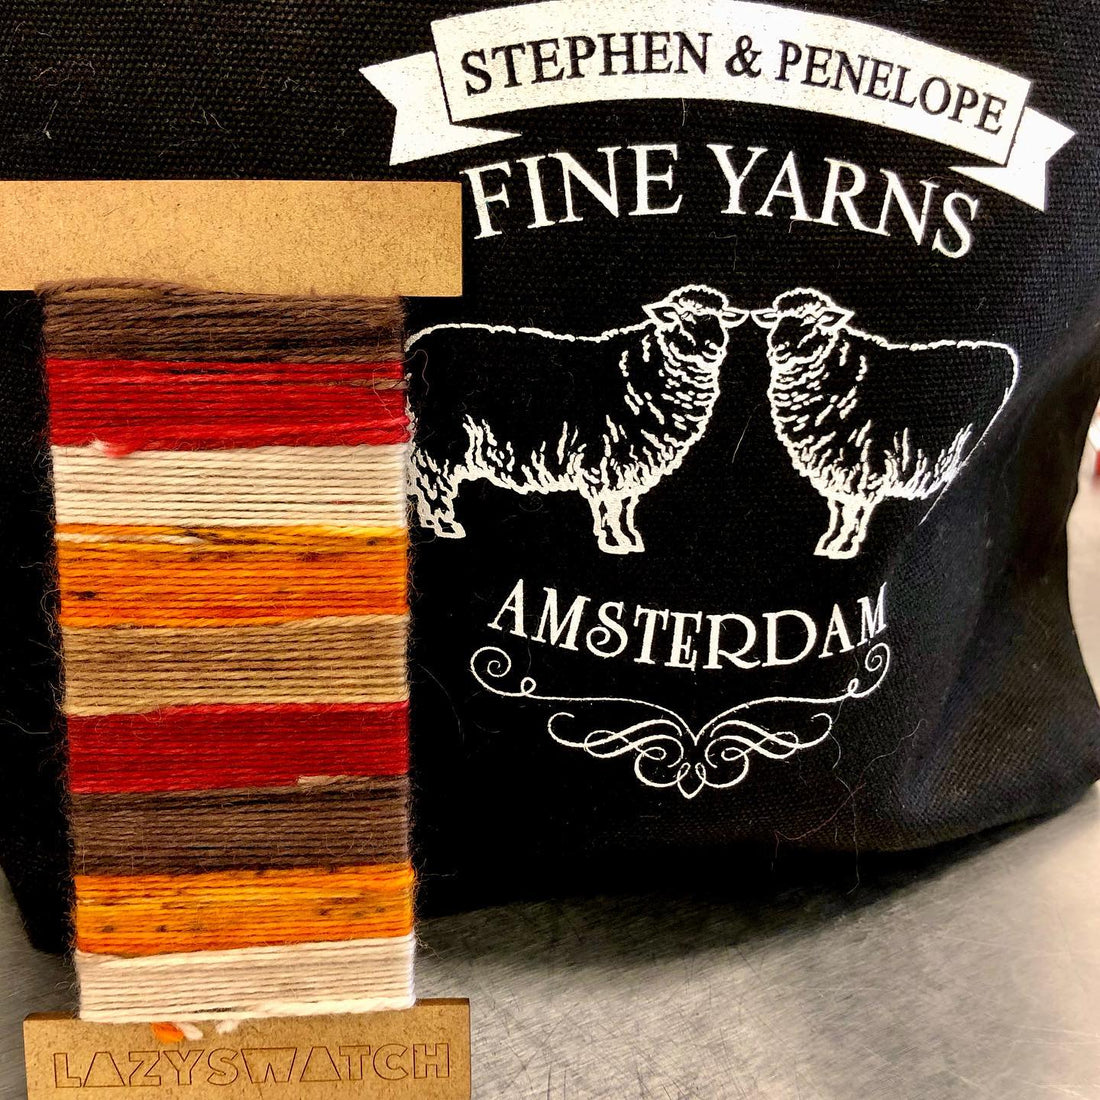 STEPHEN & PENELOPE
FINE YARNS
AMSTERDAM
LAZYSWATCH